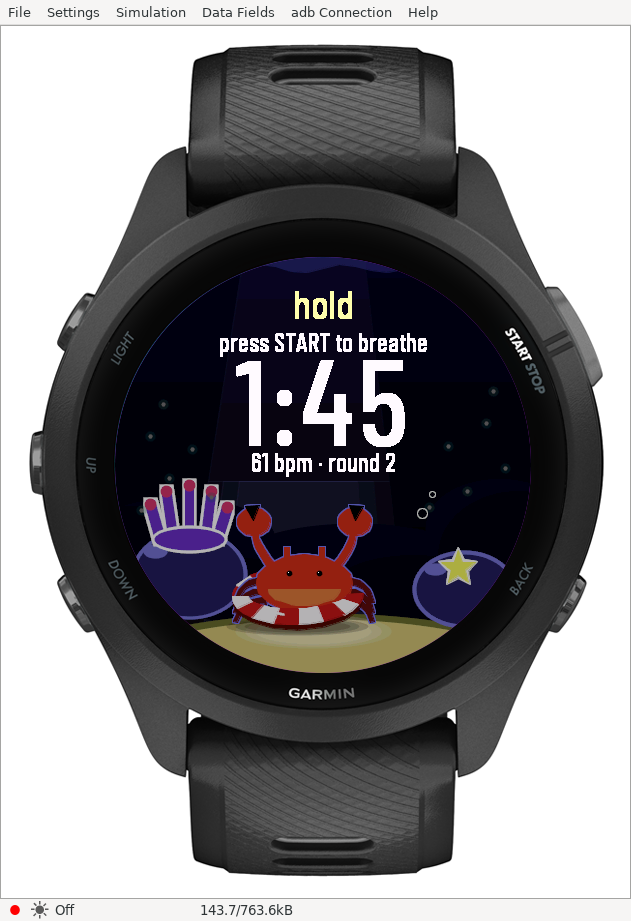 File Settings Simulation Data Fields adb Connection Help
hold
press START to breathe
1:45
61 bpm · round 2
LIGHT
START STOP
UP
DOWN
BACK
GARMIN
Off 143.7/763.6kB